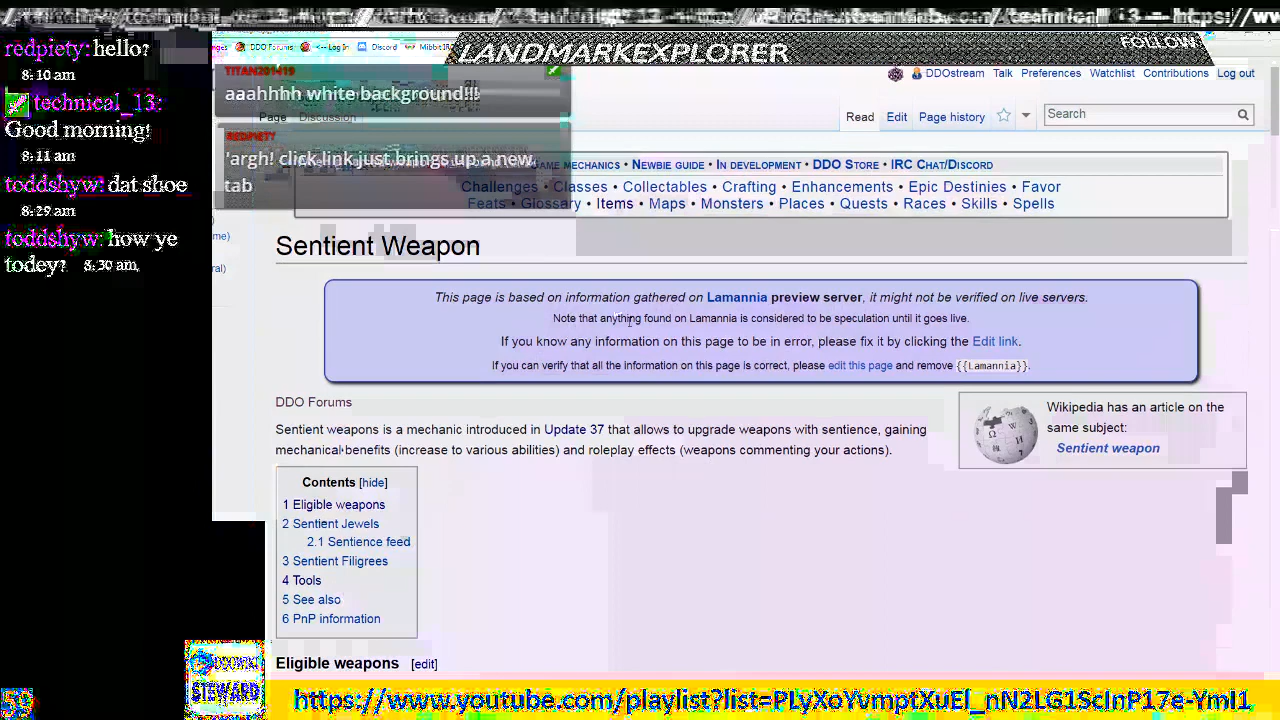 redpiety: hello?
8:10 am
technical_13:
Good morning!
8:11 am
toddshyw: dat shoe
8:29 am
toddshyw: how ye
todey? 8:30 am,
technical_13 - https://www
DDO Forums <-- Log In Discord Mibbit
LANDMARKEXPLORER
FOLLOW
DDOstream Talk Preferences Watchlist Contributions Log out
TITAN201419
aaahhhh white background!!!
Page Discussion
Read Edit Page history
Search
REDPIETY
'argh! click link just brings up a new
tab
GAME MECHANICS • NEWBIE GUIDE • IN DEVELOPMENT • DDO STORE • IRC CHAT/DISCORD
Challenges • Classes • Collectables • Crafting • Enhancements • Epic Destinies • Favor
Feats • Glossary • Items • Maps • Monsters • Places • Quests • Races • Skills • Spells
Sentient Weapon
This page is based on information gathered on Lamannia preview server, it might not be verified on live servers.
Note that anything found on Lamannia is considered to be speculation until it goes live.
If you know any information on this page to be in error, please fix it by clicking the Edit link.
If you can verify that all the information on this page is correct, please edit this page and remove {{Lamannia}}.
DDO Forums
Sentient weapons is a mechanic introduced in Update 37 that allows to upgrade weapons with sentience, gaining
mechanical benefits (increase to various abilities) and roleplay effects (weapons commenting your actions).
Wikipedia has an article on the
same subject:
Sentient weapon
Contents [hide]
1 Eligible weapons
2 Sentient Jewels
2.1 Sentience feed
3 Sentient Filigrees
4 Tools
5 See also
6 PnP information
Eligible weapons [edit]
DDOWIKI
STEWARD
59
https://www.youtube.com/playlist?list=PLyXoYvmptXuEl_nN2LG1ScInP17e-YmI1